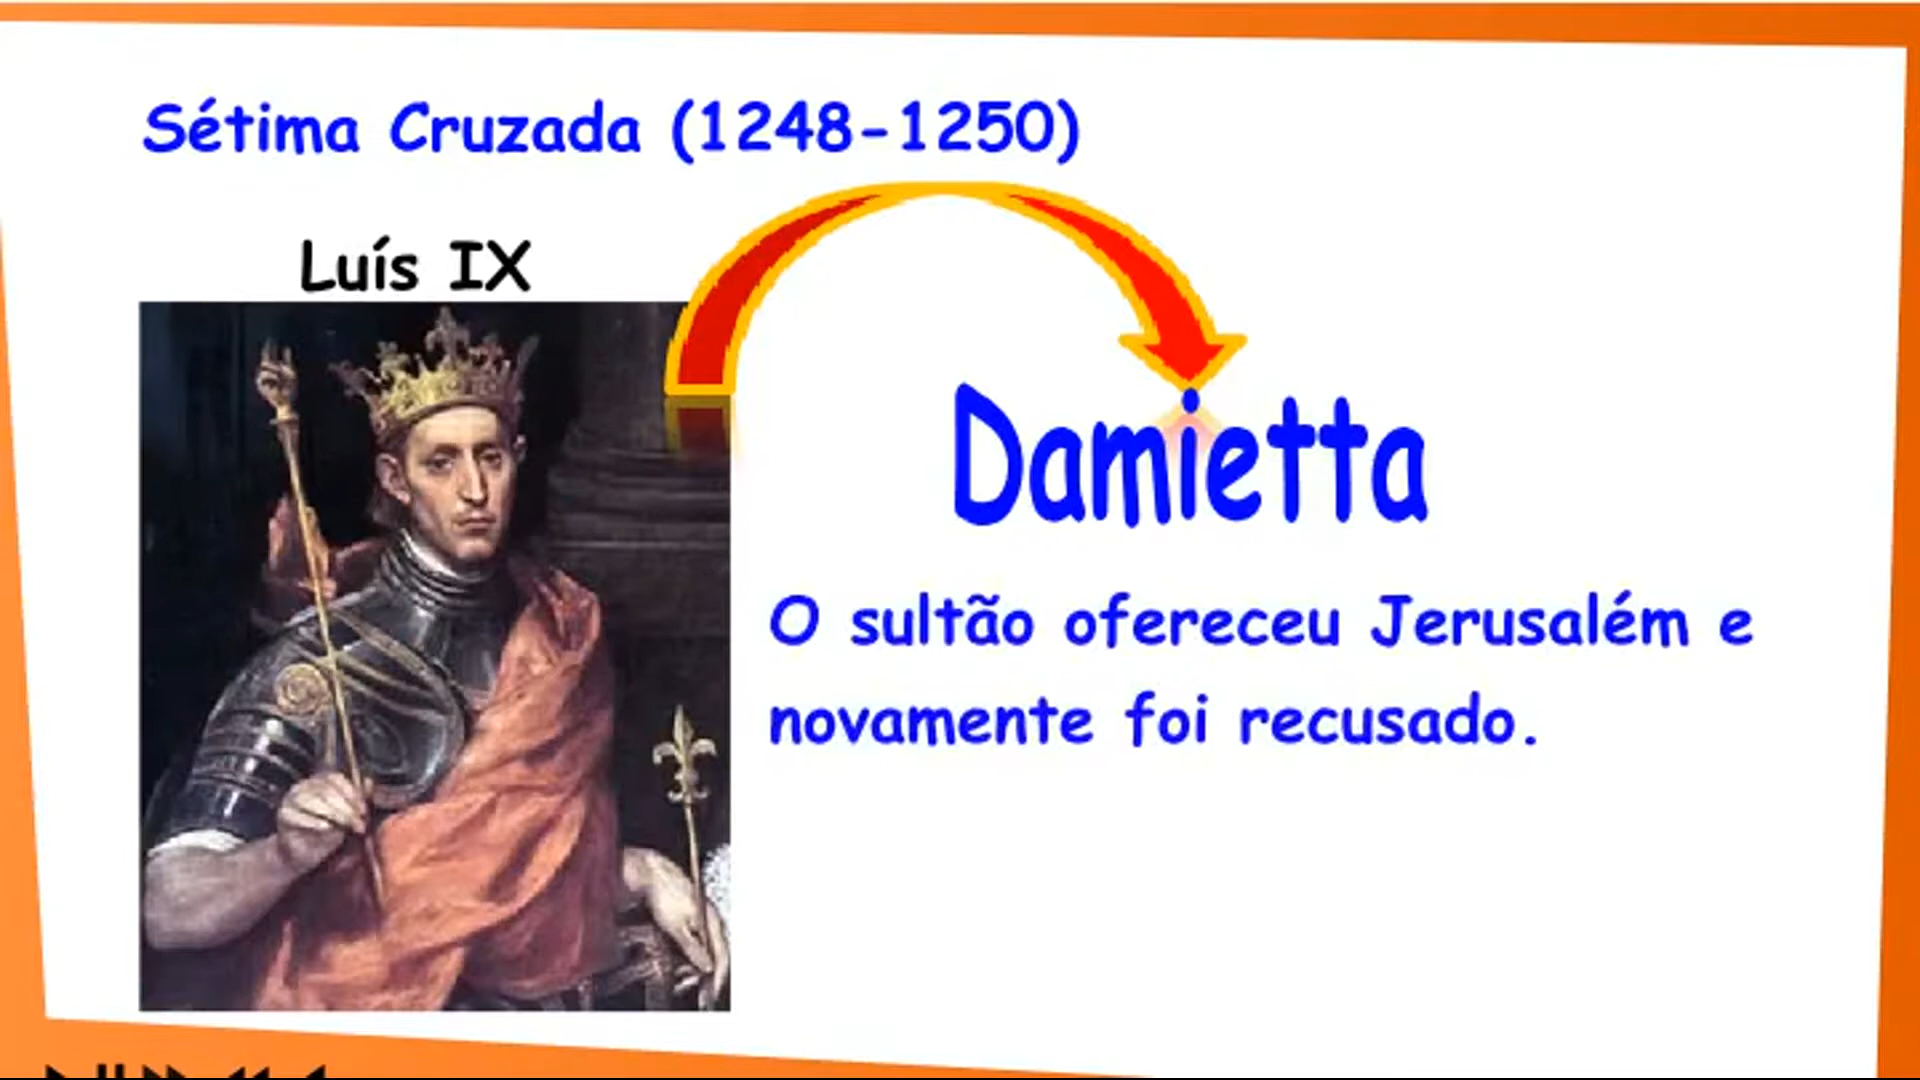 Sétima Cruzada (1248-1250)
Luís IX
Damietta
O sultão ofereceu Jerusalém e
novamente foi recusado.